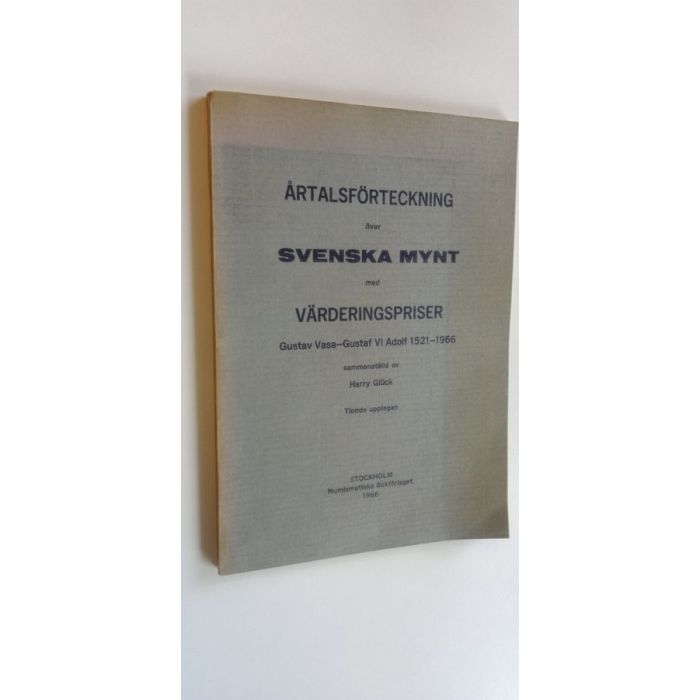 ÅRTALSFÖRTECKNING
över
SVENSKA MYNT
med
VÄRDERINGSPRISER
Gustav Vasa—Gustaf VI Adolf 1521—1966
sammanställd av
Harry Glück
Tionde upplagan
STOCKHOLM
Numismatiska Bokförlaget
1966